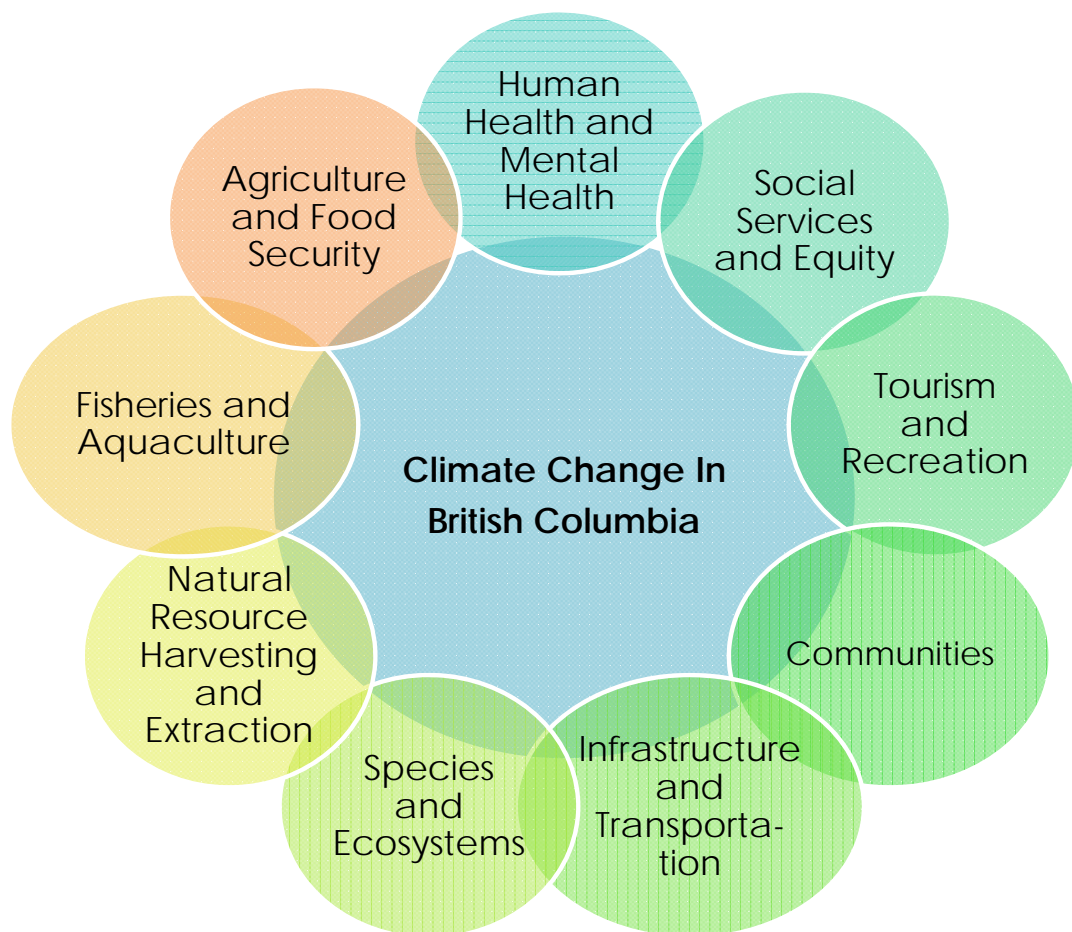 Human
Health and
Mental
Health
Social
Services
and Equity
Tourism
and
Recreation
Communities
Infrastructure
and
Transporta-
tion
Species
and
Ecosystems
Natural
Resource
Harvesting
and
Extraction
Fisheries and
Aquaculture
Agriculture
and Food
Security
Climate Change In
British Columbia